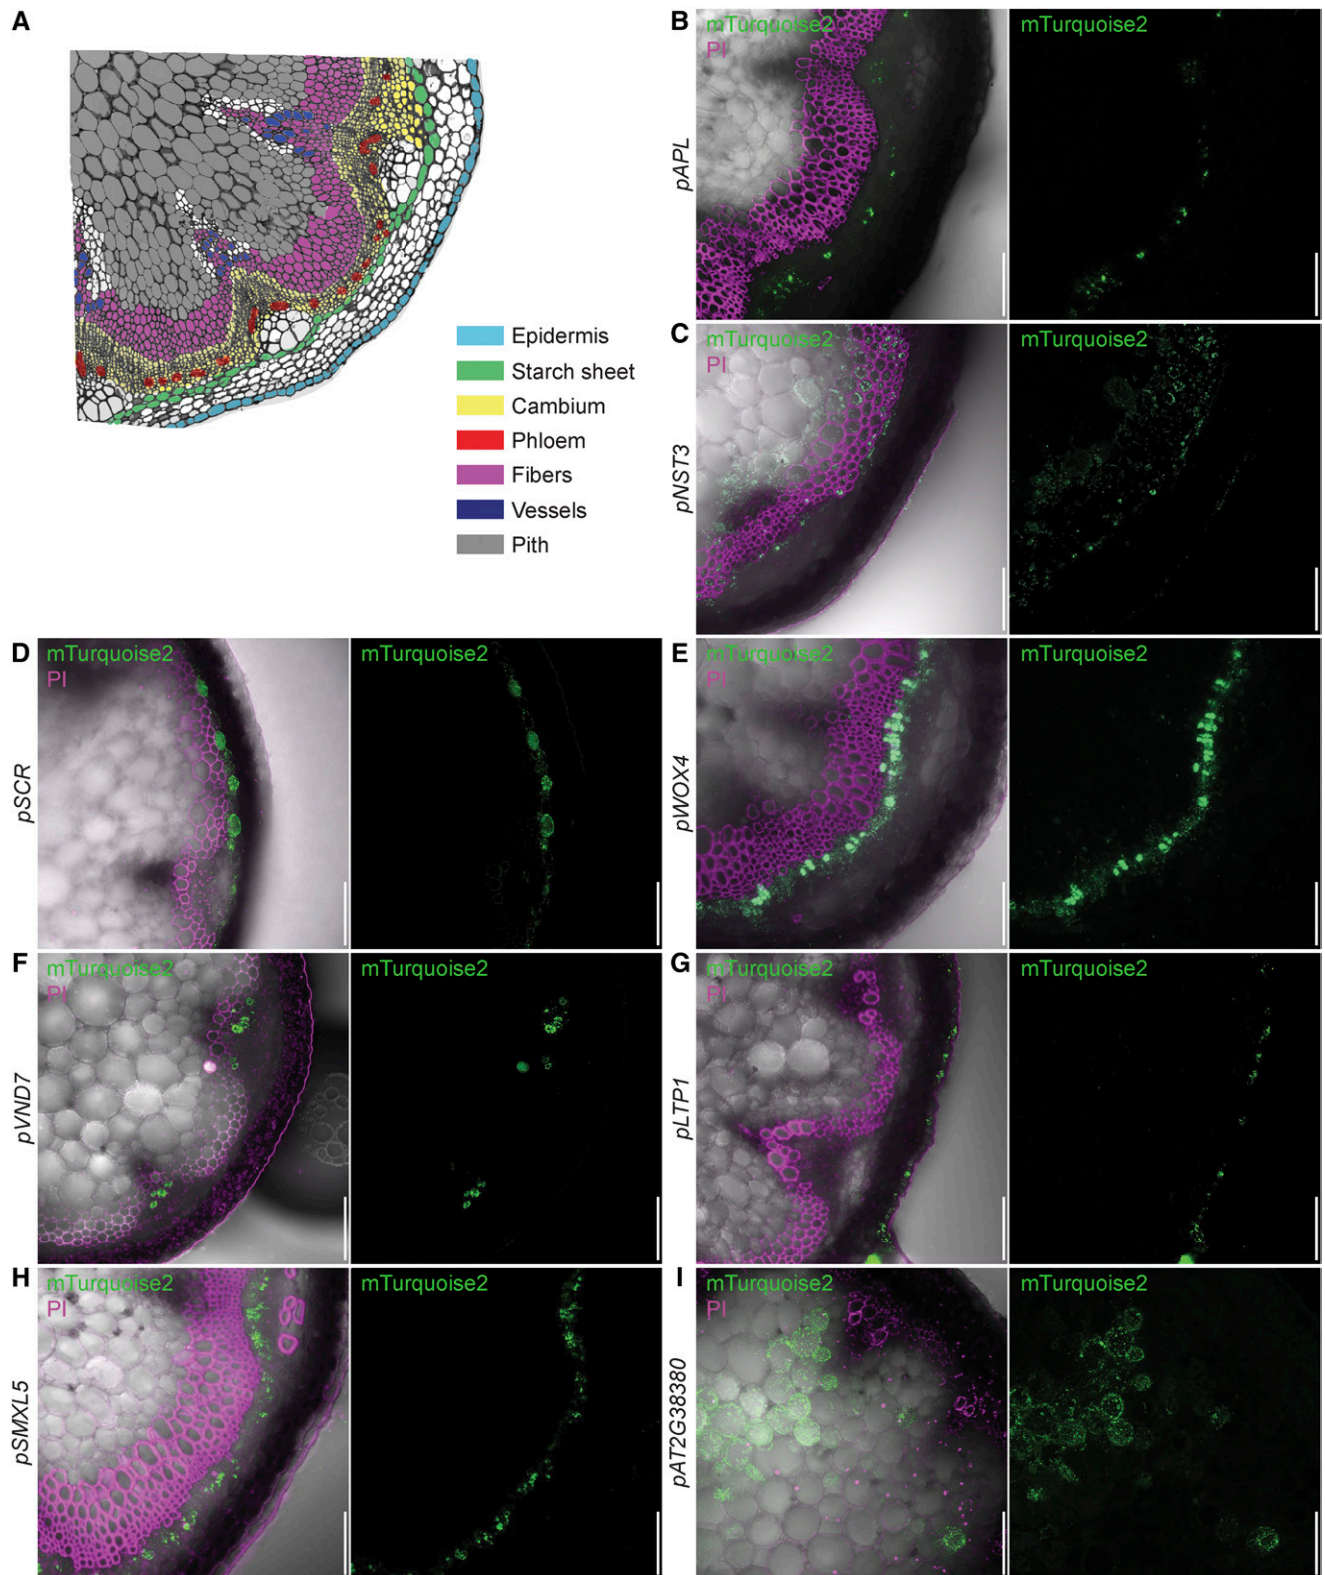 A
Epidermis
Starch sheet
Cambium
Phloem
Fibers
Vessels
Pith
B
pAPL
mTurquoise2
PI
mTurquoise2
C
pNST3
mTurquoise2
PI
mTurquoise2
D
pSCR
mTurquoise2
PI
mTurquoise2
E
pWOX4
mTurquoise2
PI
mTurquoise2
F
pVND7
mTurquoise2
PI
mTurquoise2
G
pLTP1
mTurquoise2
PI
mTurquoise2
H
pSMXL5
mTurquoise2
PI
mTurquoise2
I
pAT2G38380
mTurquoise2
PI
mTurquoise2